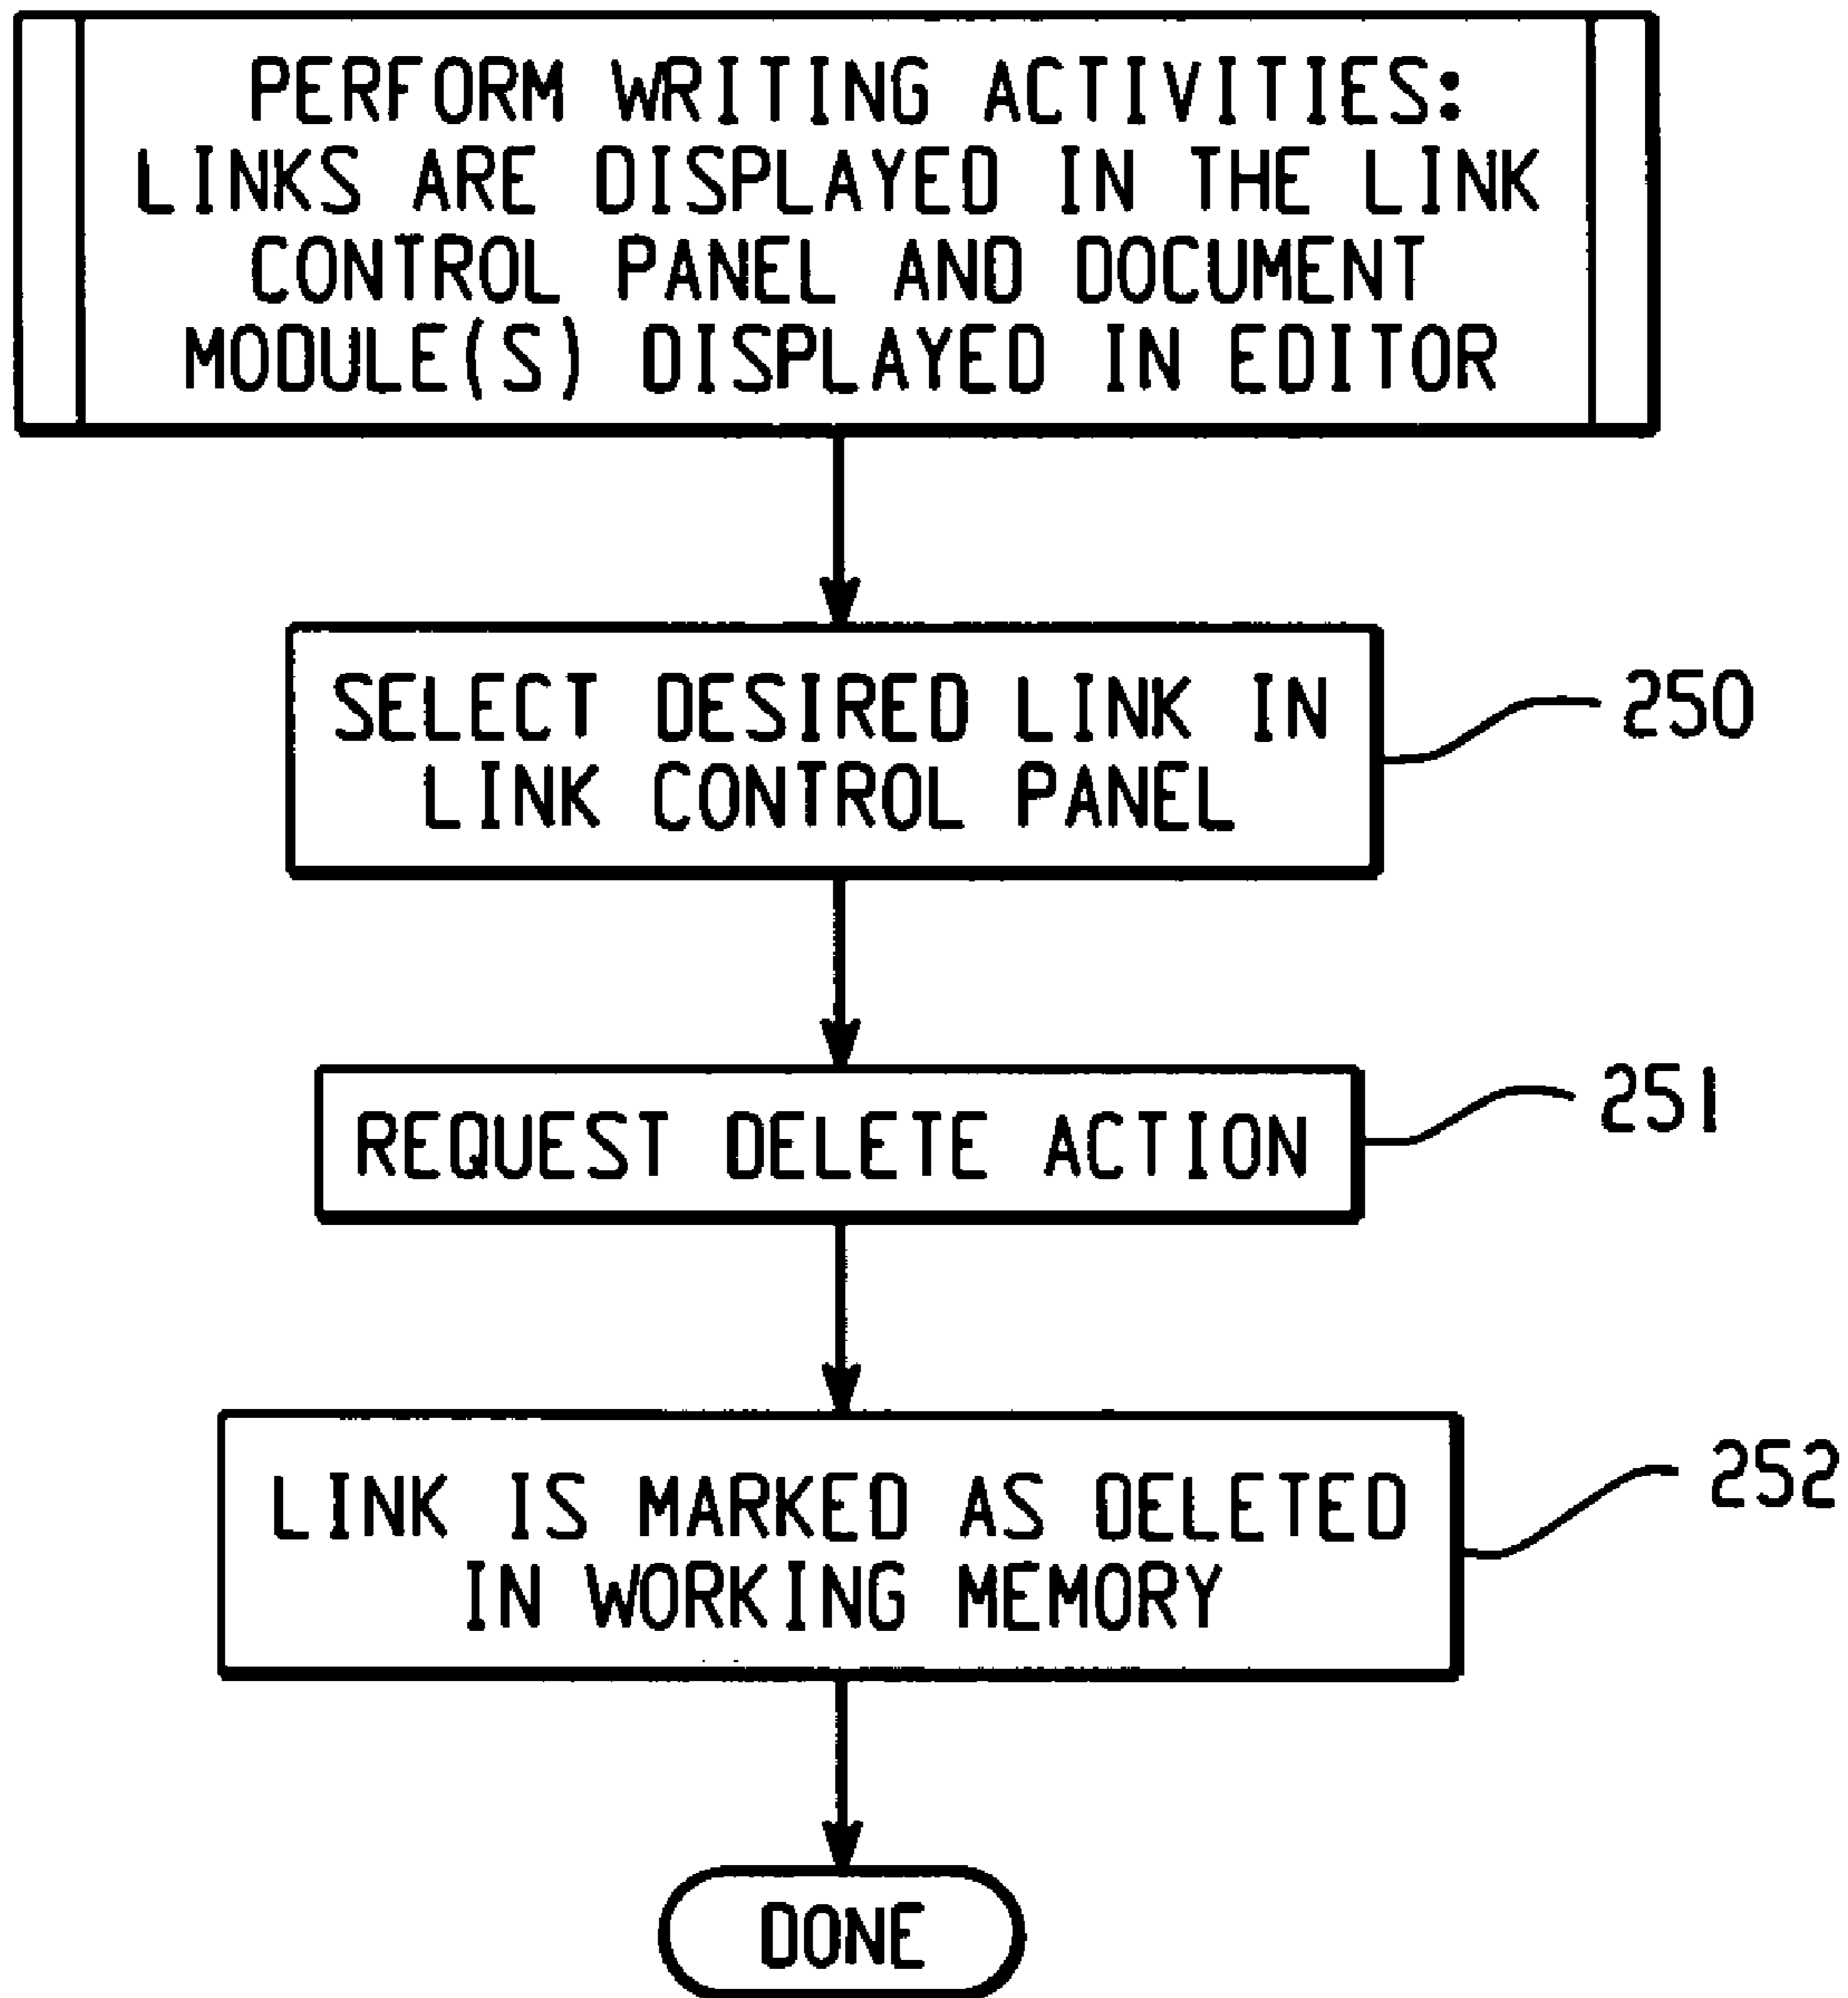 PERFORM WRITING ACTIVITIES:
LINKS ARE DISPLAYED IN THE LINK
CONTROL PANEL AND DOCUMENT
MODULE(S) DISPLAYED IN EDITOR
SELECT DESIRED LINK IN
LINK CONTROL PANEL
250
REQUEST DELETE ACTION
251
LINK IS MARKED AS DELETED
IN WORKING MEMORY
252
DONE